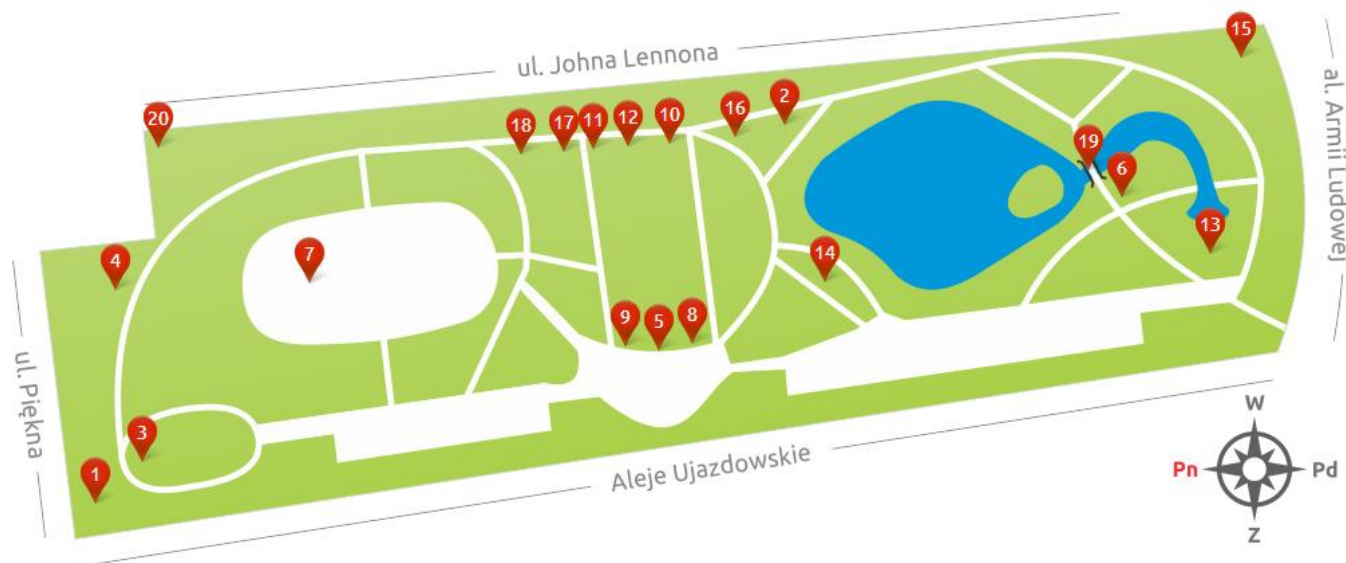 ul. Johna Lennona
15
al. Armii Ludowej
20
18
17
11
12
10
16
2
19
6
13
4
7
14
9
5
8
ul. Piękna
3
1
Aleje Ujazdowskie
W
Pn
Pd
Z